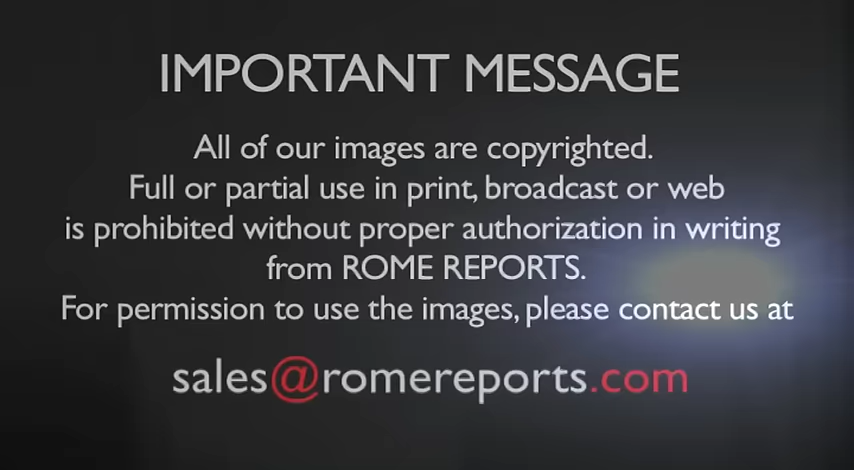 IMPORTANT MESSAGE
All of our images are copyrighted.
Full or partial use in print, broadcast or web
is prohibited without proper authorization in writing
from ROME REPORTS.
For permission to use the images, please contact us at
sales@romereports.com